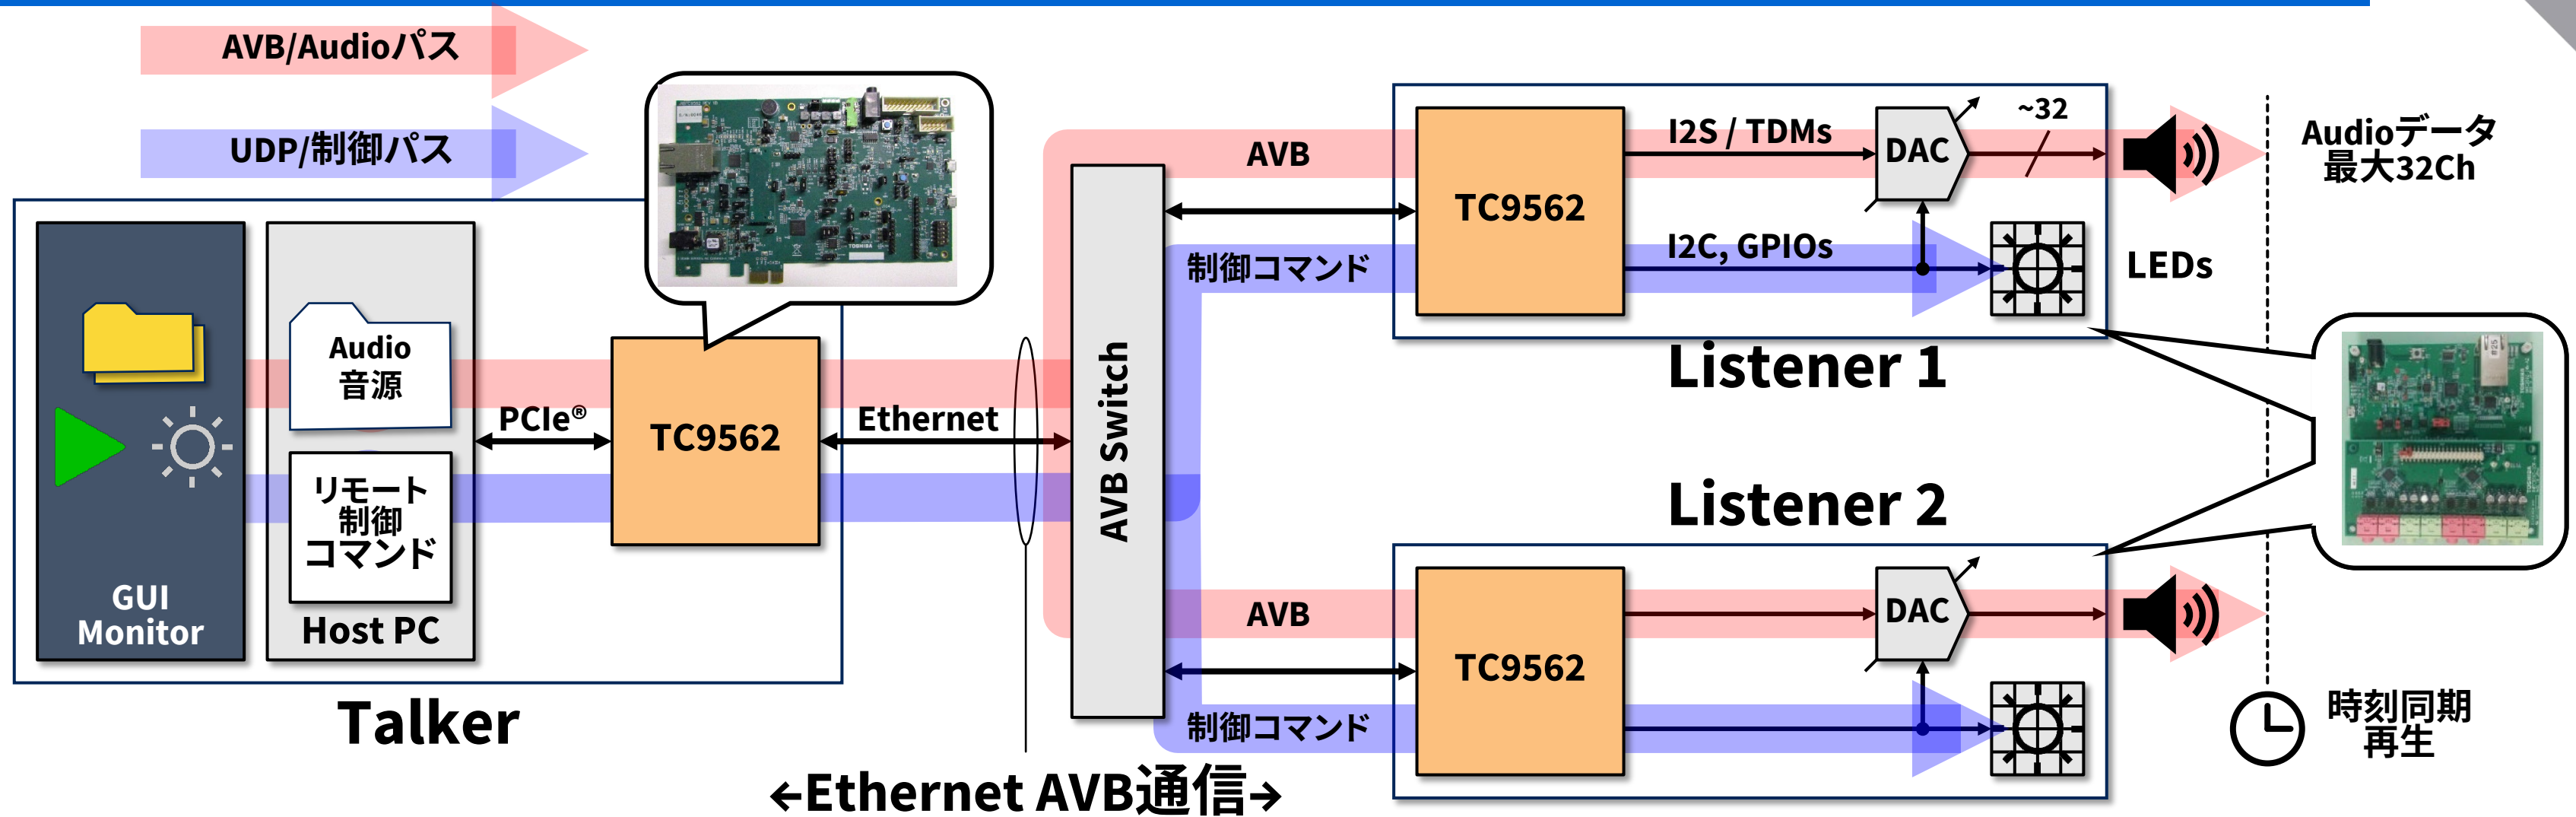 AVB/Audioパス
UDP/制御パス
GUI
Monitor
Audio
音源
リモート
制御
コマンド
Host PC
PCIe®
TC9562
Talker
Ethernet
←Ethernet AVB通信→
AVB Switch
AVB
制御コマンド
TC9562
I2S / TDMs
I2C, GPIOs
DAC
~32
LEDs
Listener 1
Audioデータ
最大32Ch
Listener 2
AVB
制御コマンド
TC9562
DAC
時刻同期
再生
TOSHIBA